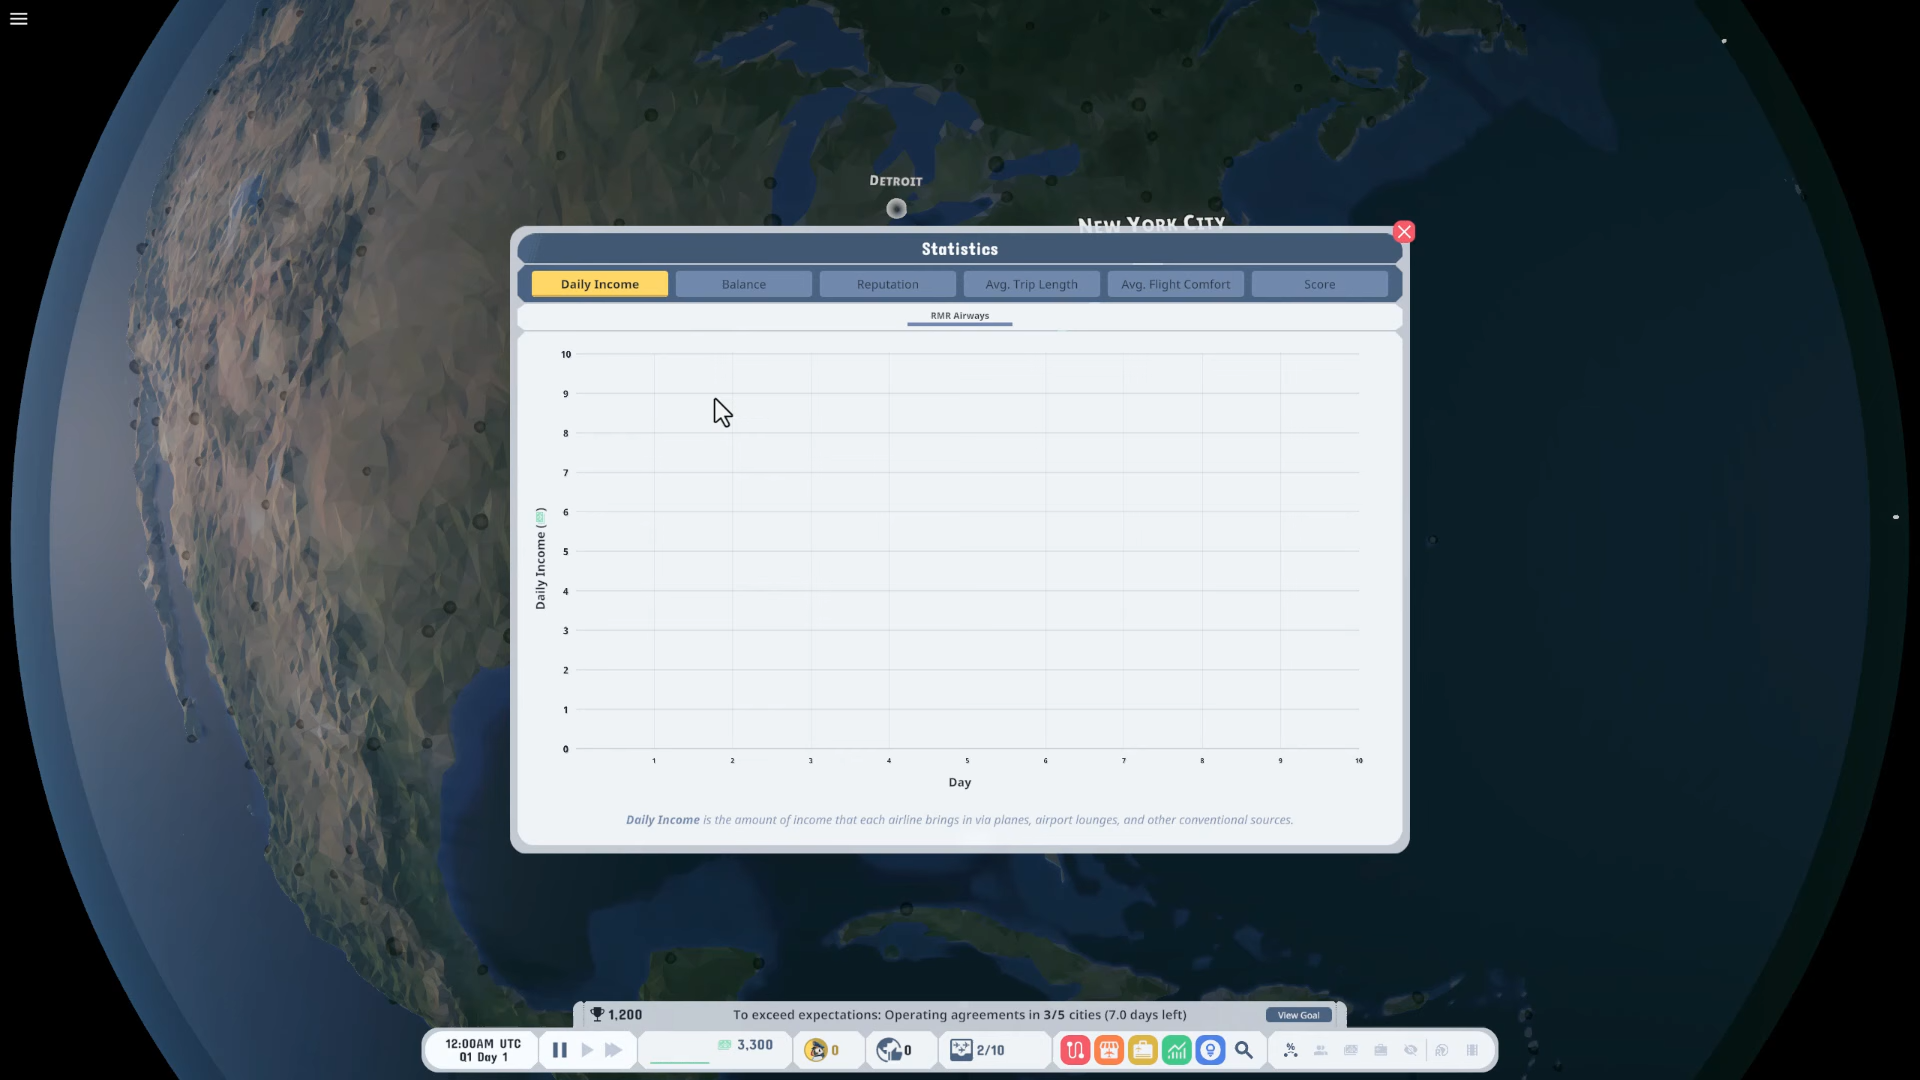 DETROIT
NEW YORK CITY
Statistics
Daily Income
Balance
Reputation
Avg. Trip Length
Avg. Flight Comfort
Score
RMR Airways
10
9
8
7
6
5
4
3
2
1
0
Daily Income ( )
1 2 3 4 5 6 7 8 9 10
Day
Daily Income is the amount of income that each airline brings in via planes, airport lounges, and other conventional sources.
1,200
To exceed expectations: Operating agreements in 3/5 cities (7.0 days left)
View Goal
12:00AM UTC
Q1 Day 1
3,300
0
0
2/10
%